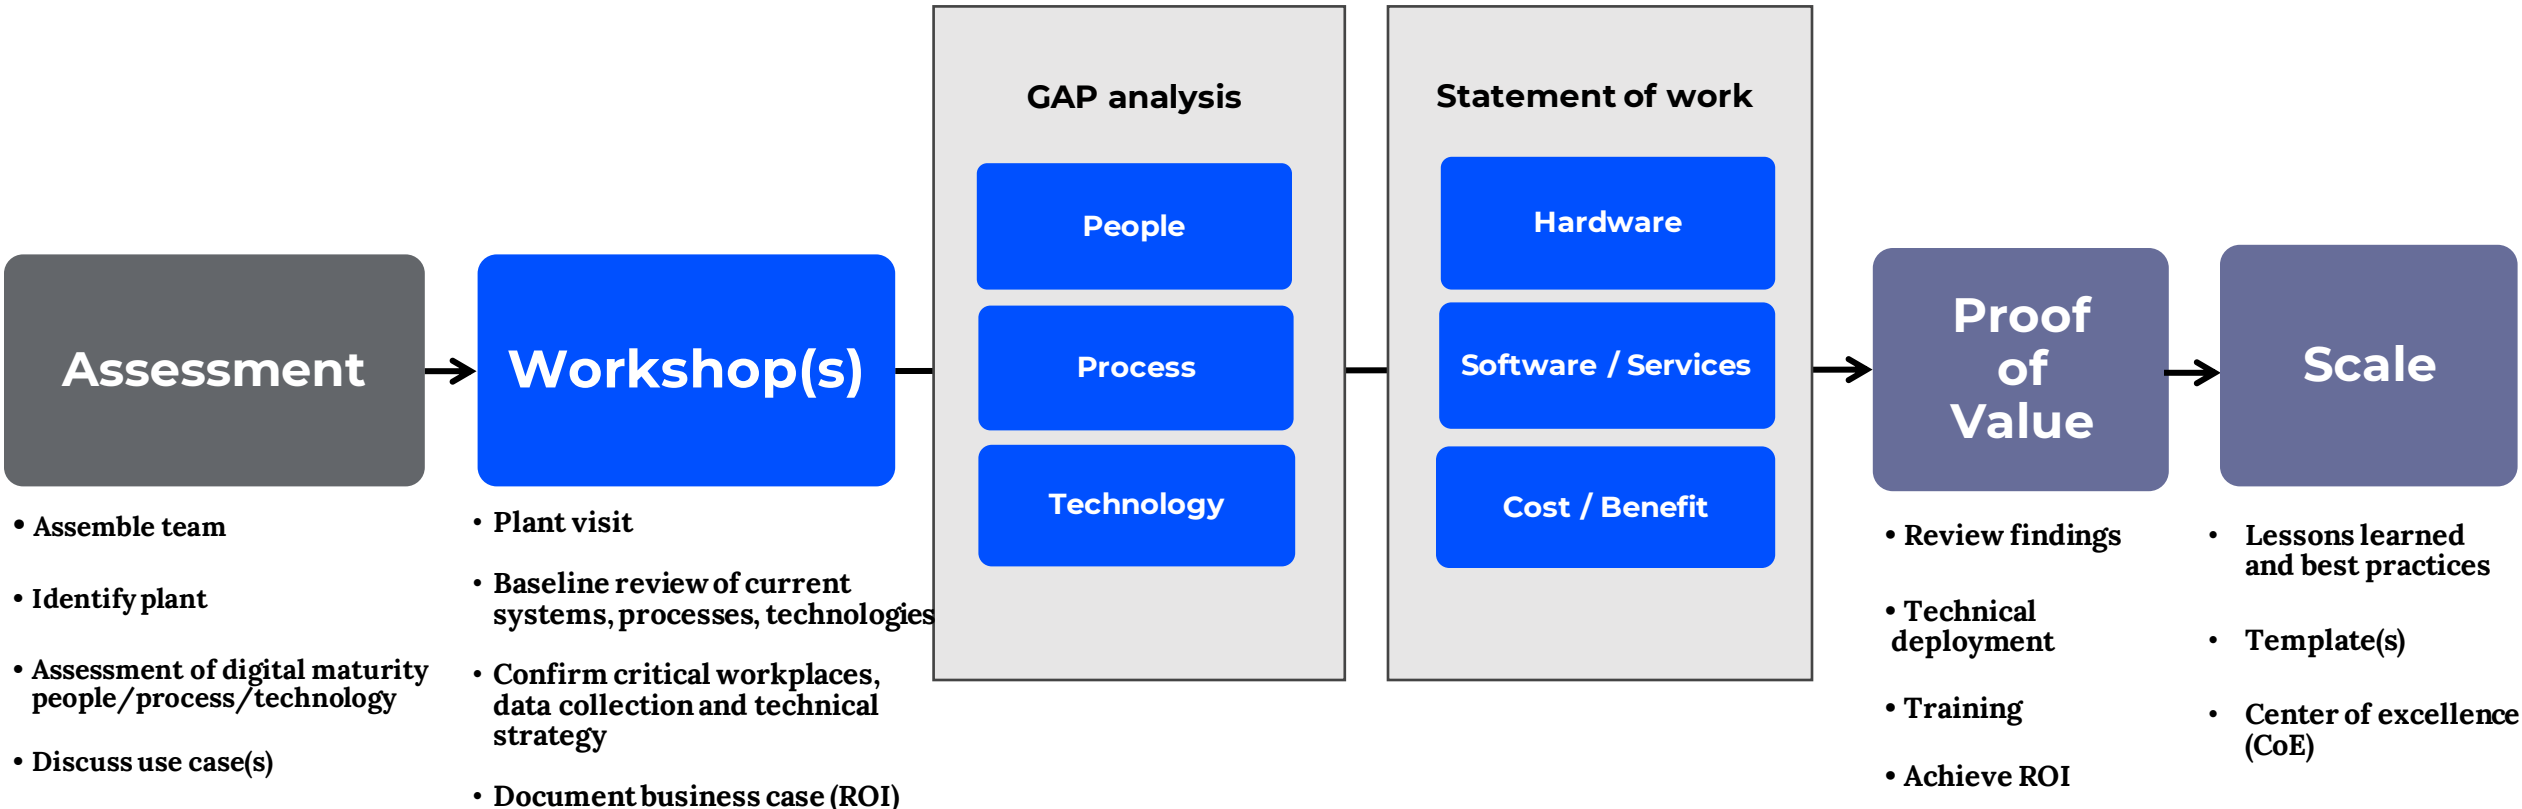 Assessment
• Assemble team
• Identify plant
• Assessment of digital maturity
people/process/technology
• Discuss use case(s)
Workshop(s)
• Plant visit
• Baseline review of current
systems, processes, technologies
• Confirm critical workplaces,
data collection and technical
strategy
• Document business case (ROI)
GAP analysis
People
Process
Technology
Statement of work
Hardware
Software / Services
Cost / Benefit
Proof
of
Value
• Review findings
• Technical
deployment
• Training
• Achieve ROI
Scale
• Lessons learned
and best practices
• Template(s)
• Center of excellence
(CoE)